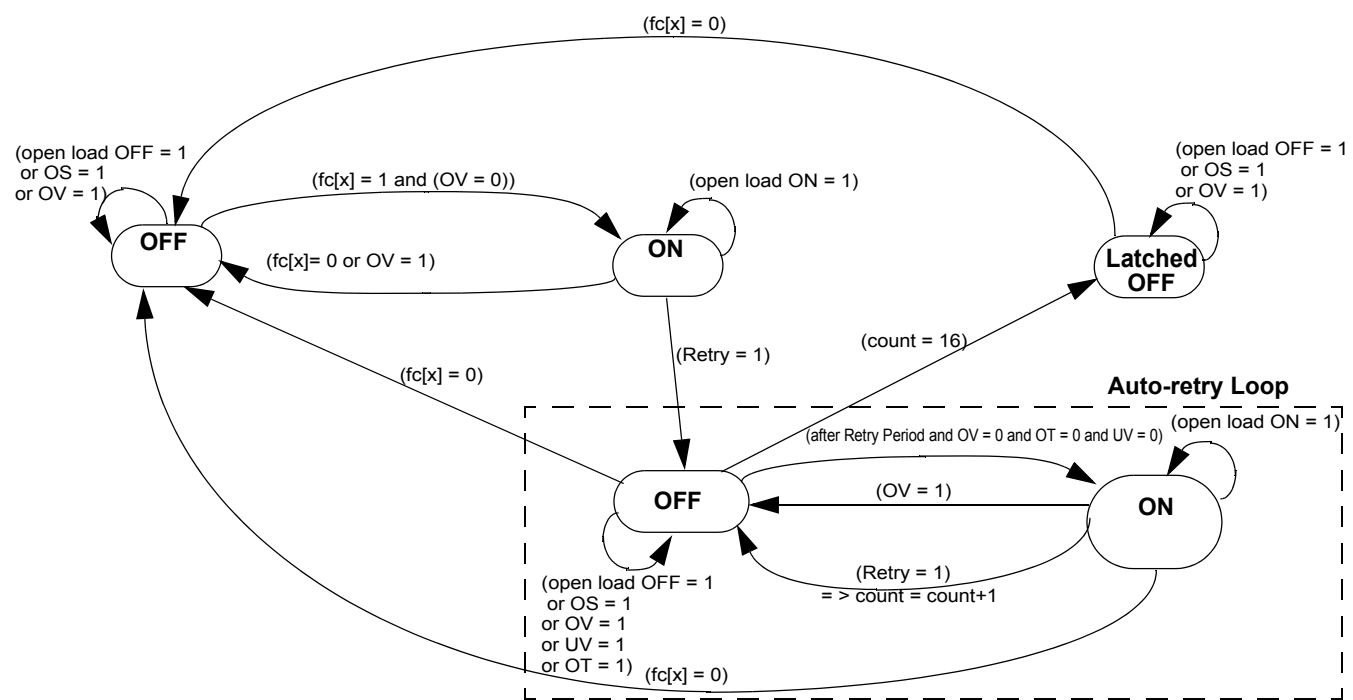 (fc[x] = 0)
(open load OFF = 1
or OS = 1
or OV = 1)
(fc[x] = 1 and (OV = 0))
(open load ON = 1)
(open load OFF = 1
or OS = 1
or OV = 1)
OFF
ON
Latched
OFF
(fc[x]= 0 or OV = 1)
(Retry = 1)
(count = 16)
(fc[x] = 0)
Auto-retry Loop
(after Retry Period and OV = 0 and OT = 0 and UV = 0)
(open load ON = 1)
OFF
(OV = 1)
ON
(Retry = 1)
= > count = count+1
(open load OFF = 1
or OS = 1
or OV = 1
or UV = 1
or OT = 1)
(fc[x] = 0)